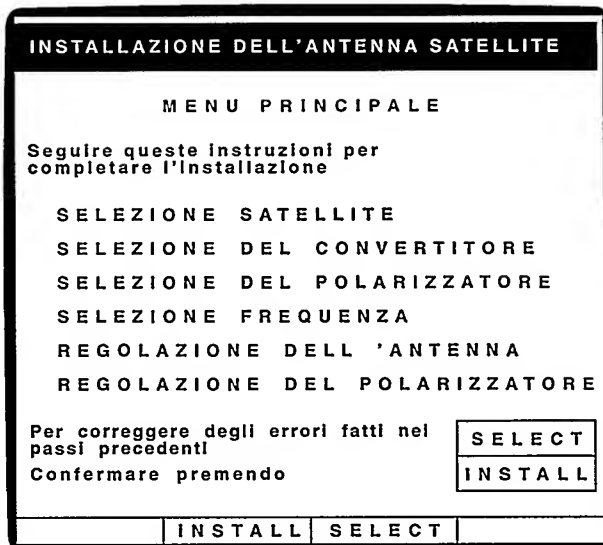 INSTALLAZIONE DELL'ANTENNA SATELLITE
MENU PRINCIPALE
Seguire queste instruzioni per
completare l'installazione
SELEZIONE SATELLITE
SELEZIONE DEL CONVERTITORE
SELEZIONE DEL POLARIZZATORE
SELEZIONE FREQUENZA
REGOLAZIONE DELL 'ANTENNA
REGOLAZIONE DEL POLARIZZATORE
Per correggere degli errori fatti nei
passi precedenti
SELECT
Confermare premendo
INSTALL
INSTALL SELECT